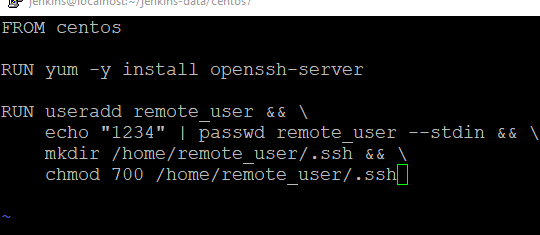 jenkins@localhost:~/jenkins-data/centos7
FROM centos
RUN yum -y install openssh-server
RUN useradd remote_user && \
echo "1234" | passwd remote_user --stdin && \
mkdir /home/remote_user/.ssh && \
chmod 700 /home/remote_user/.ssh
~